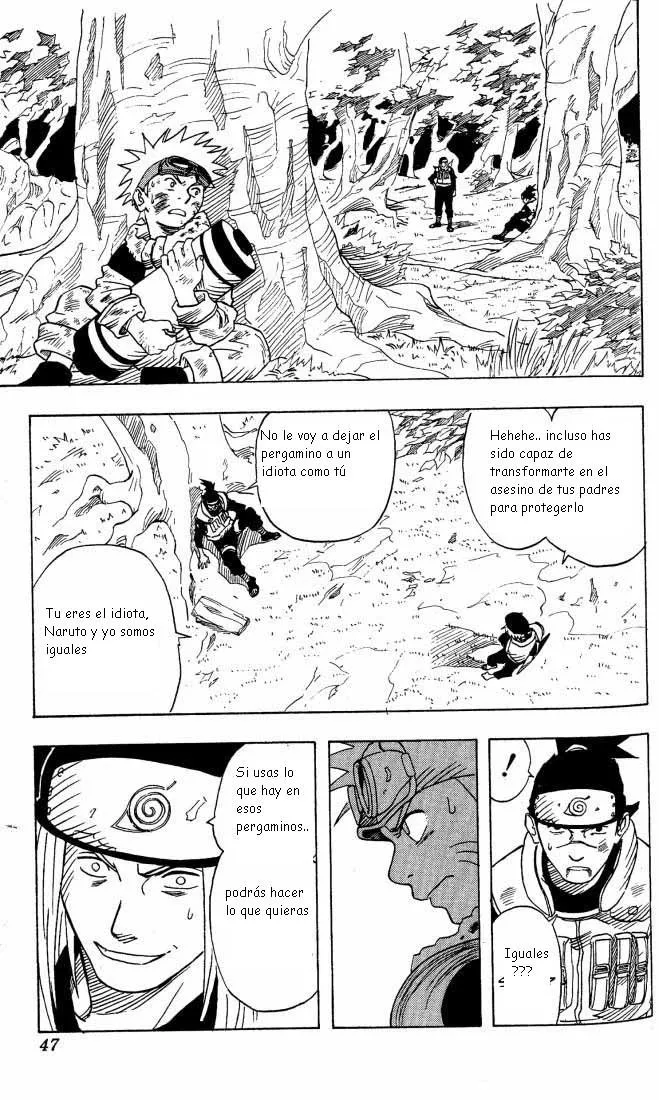 Hehehe.. incluso has
sido capaz de
transformarte en el
asesino de tus padres
para protegerlo
No le voy a dejar el
pergamino a un
idiota como tú
Tu eres el idiota,
Naruto y yo somos
iguales
!
Iguales
???
Si usas lo
que hay en
esos
pergaminos..
podrás hacer
lo que quieras
47